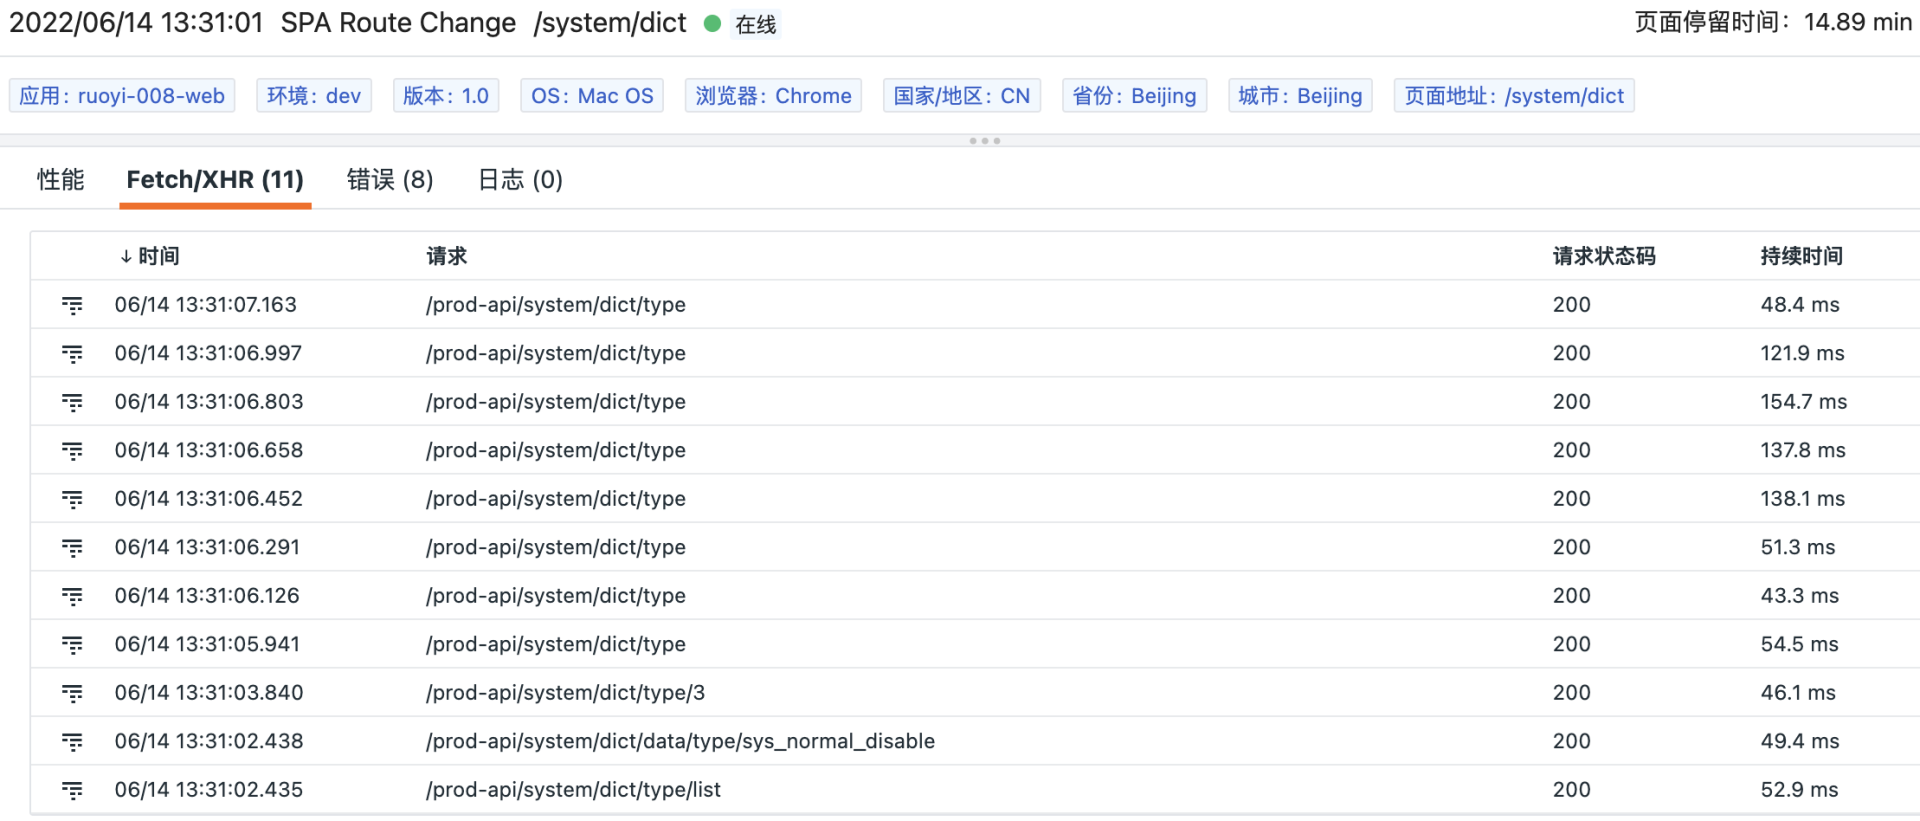 2022/06/14 13:31:01 SPA Route Change /system/dict 在线 页面停留时间：14.89 min
应用：ruoyi-008-web 环境：dev 版本：1.0 OS：Mac OS 浏览器：Chrome 国家/地区：CN 省份：Beijing 城市：Beijing 页面地址：/system/dict
性能 Fetch/XHR (11) 错误 (8) 日志 (0)
↓ 时间 请求 请求状态码 持续时间
06/14 13:31:07.163 /prod-api/system/dict/type 200 48.4 ms
06/14 13:31:06.997 /prod-api/system/dict/type 200 121.9 ms
06/14 13:31:06.803 /prod-api/system/dict/type 200 154.7 ms
06/14 13:31:06.658 /prod-api/system/dict/type 200 137.8 ms
06/14 13:31:06.452 /prod-api/system/dict/type 200 138.1 ms
06/14 13:31:06.291 /prod-api/system/dict/type 200 51.3 ms
06/14 13:31:06.126 /prod-api/system/dict/type 200 43.3 ms
06/14 13:31:05.941 /prod-api/system/dict/type 200 54.5 ms
06/14 13:31:03.840 /prod-api/system/dict/type/3 200 46.1 ms
06/14 13:31:02.438 /prod-api/system/dict/data/type/sys_normal_disable 200 49.4 ms
06/14 13:31:02.435 /prod-api/system/dict/type/list 200 52.9 ms